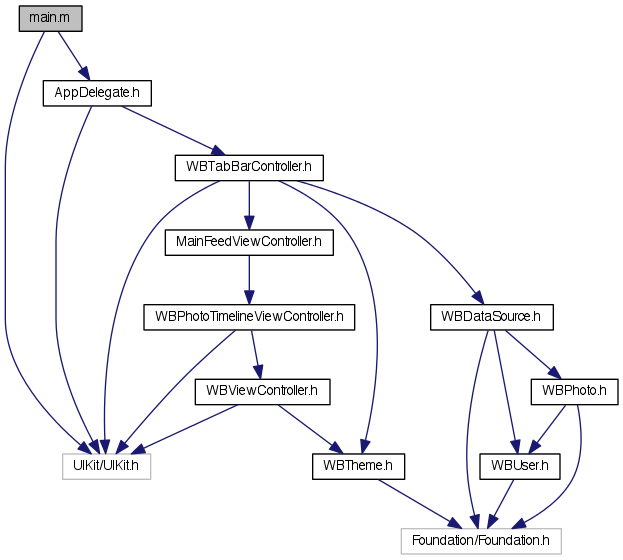 main.m
AppDelegate.h
WBTabBarController.h
MainFeedViewController.h
WBPhotoTimelineViewController.h
WBDataSource.h
WBViewController.h
WBPhoto.h
UIKit/UIKit.h
WBTheme.h
WBUser.h
Foundation/Foundation.h